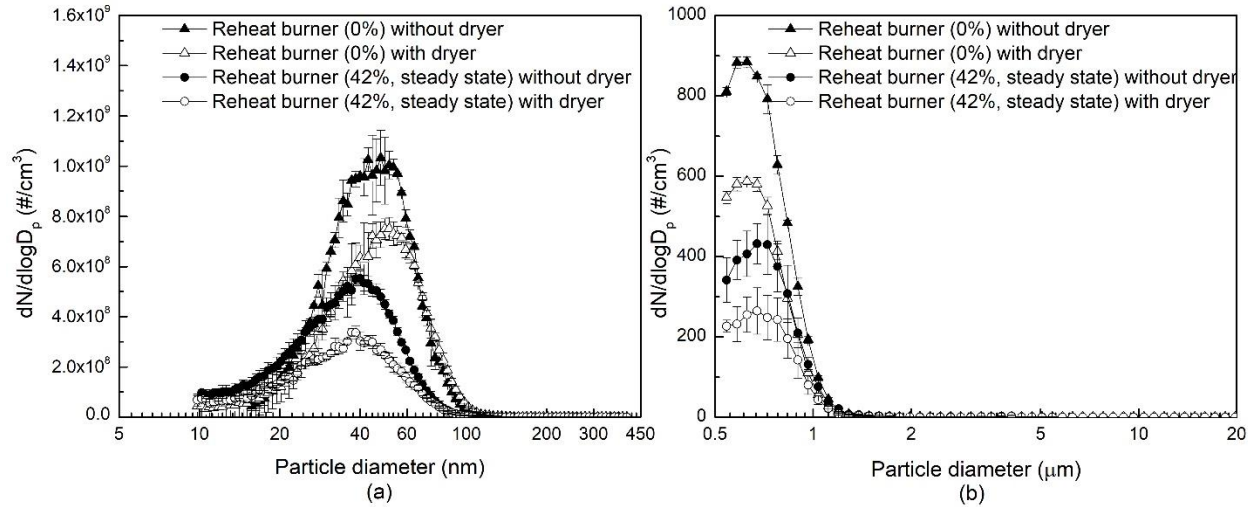 Reheat burner (0%) without dryer
Reheat burner (0%) with dryer
Reheat burner (42%, steady state) without dryer
Reheat burner (42%, steady state) with dryer
1.6x10⁹
1.4x10⁹
1.2x10⁹
1.0x10⁹
8.0x10⁸
6.0x10⁸
4.0x10⁸
2.0x10⁸
0.0
dN/dlogDₚ (#/cm³)
5 10 20 40 60 100 200 300 450
Particle diameter (nm)
(a)
Reheat burner (0%) without dryer
Reheat burner (0%) with dryer
Reheat burner (42%, steady state) without dryer
Reheat burner (42%, steady state) with dryer
1000
800
600
400
200
0
dN/dlogDₚ (#/cm³)
0.5 1 2 5 10 20
Particle diameter (μm)
(b)